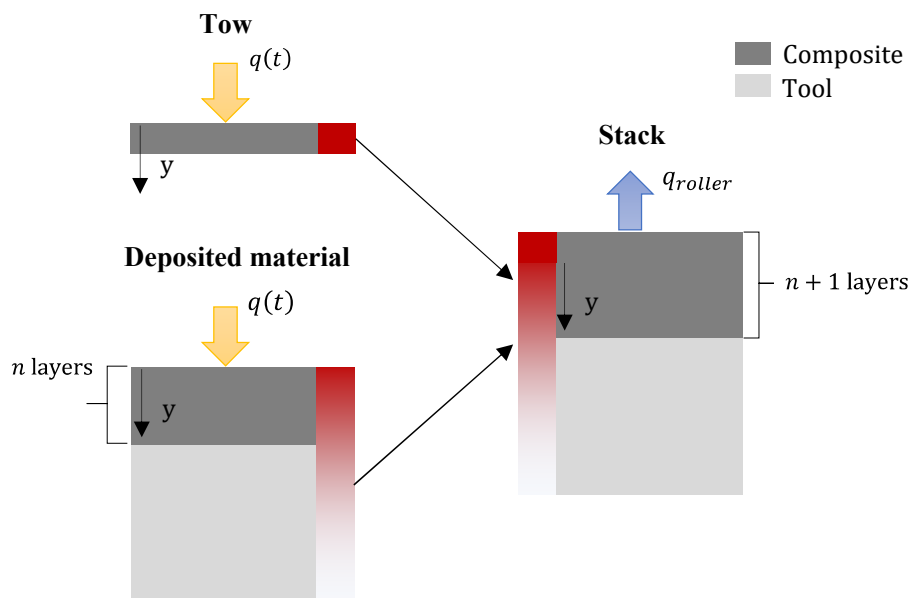 Tow
q(t)
y
Composite
Tool
Stack
q_roller
n + 1 layers
y
Deposited material
q(t)
n layers
y